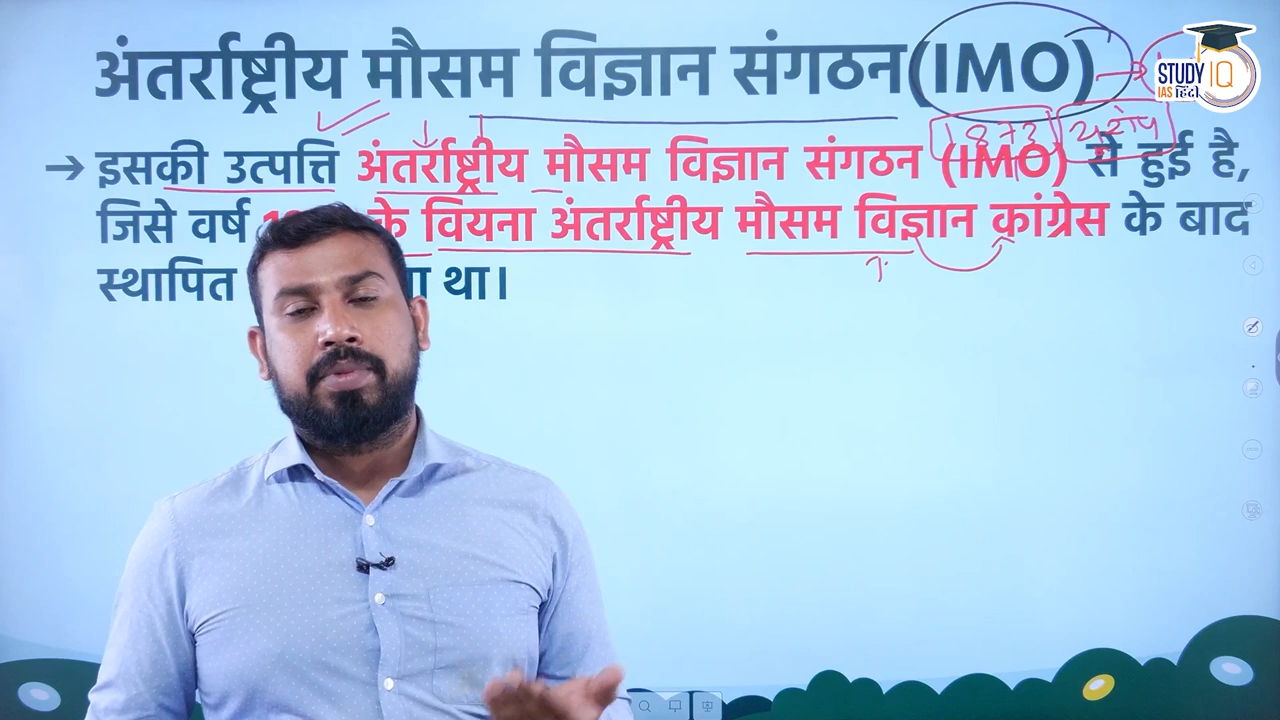 अंतर्राष्ट्रीय मौसम विज्ञान संगठन(IMO)
STUDY IQ
IAS हिंदी
1873 यूरोप
→ इसकी उत्पत्ति अंतर्राष्ट्रीय मौसम विज्ञान संगठन (IMO) से हुई है,
जिसे वर्ष के वियना अंतर्राष्ट्रीय मौसम विज्ञान कांग्रेस के बाद
स्थापित था।